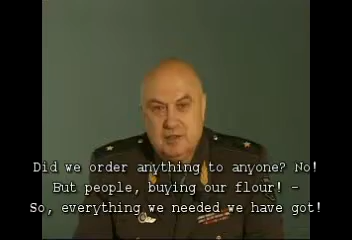 Did we order anything to anyone? No!
But people, buying our flour! -
So, everything we needed we have got!